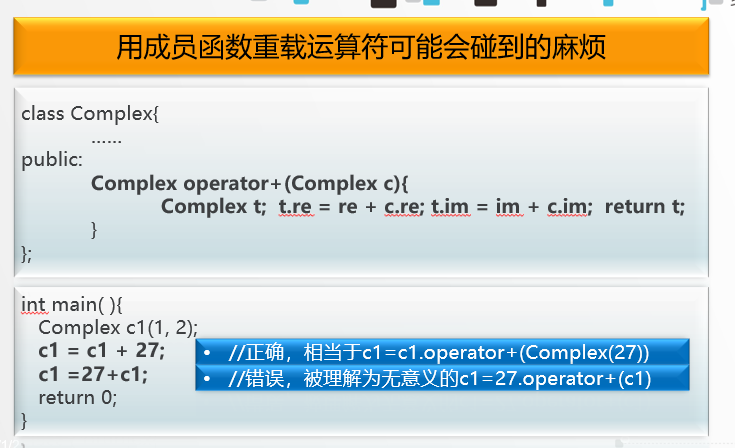 用成员函数重载运算符可能会碰到的麻烦
class Complex{
……
public:
Complex operator+(Complex c){
Complex t; t.re = re + c.re; t.im = im + c.im; return t;
}
};
int main( ){
Complex c1(1, 2);
c1 = c1 + 27;
• //正确，相当于c1=c1.operator+(Complex(27))
c1 =27+c1;
• //错误，被理解为无意义的c1=27.operator+(c1)
return 0;
}